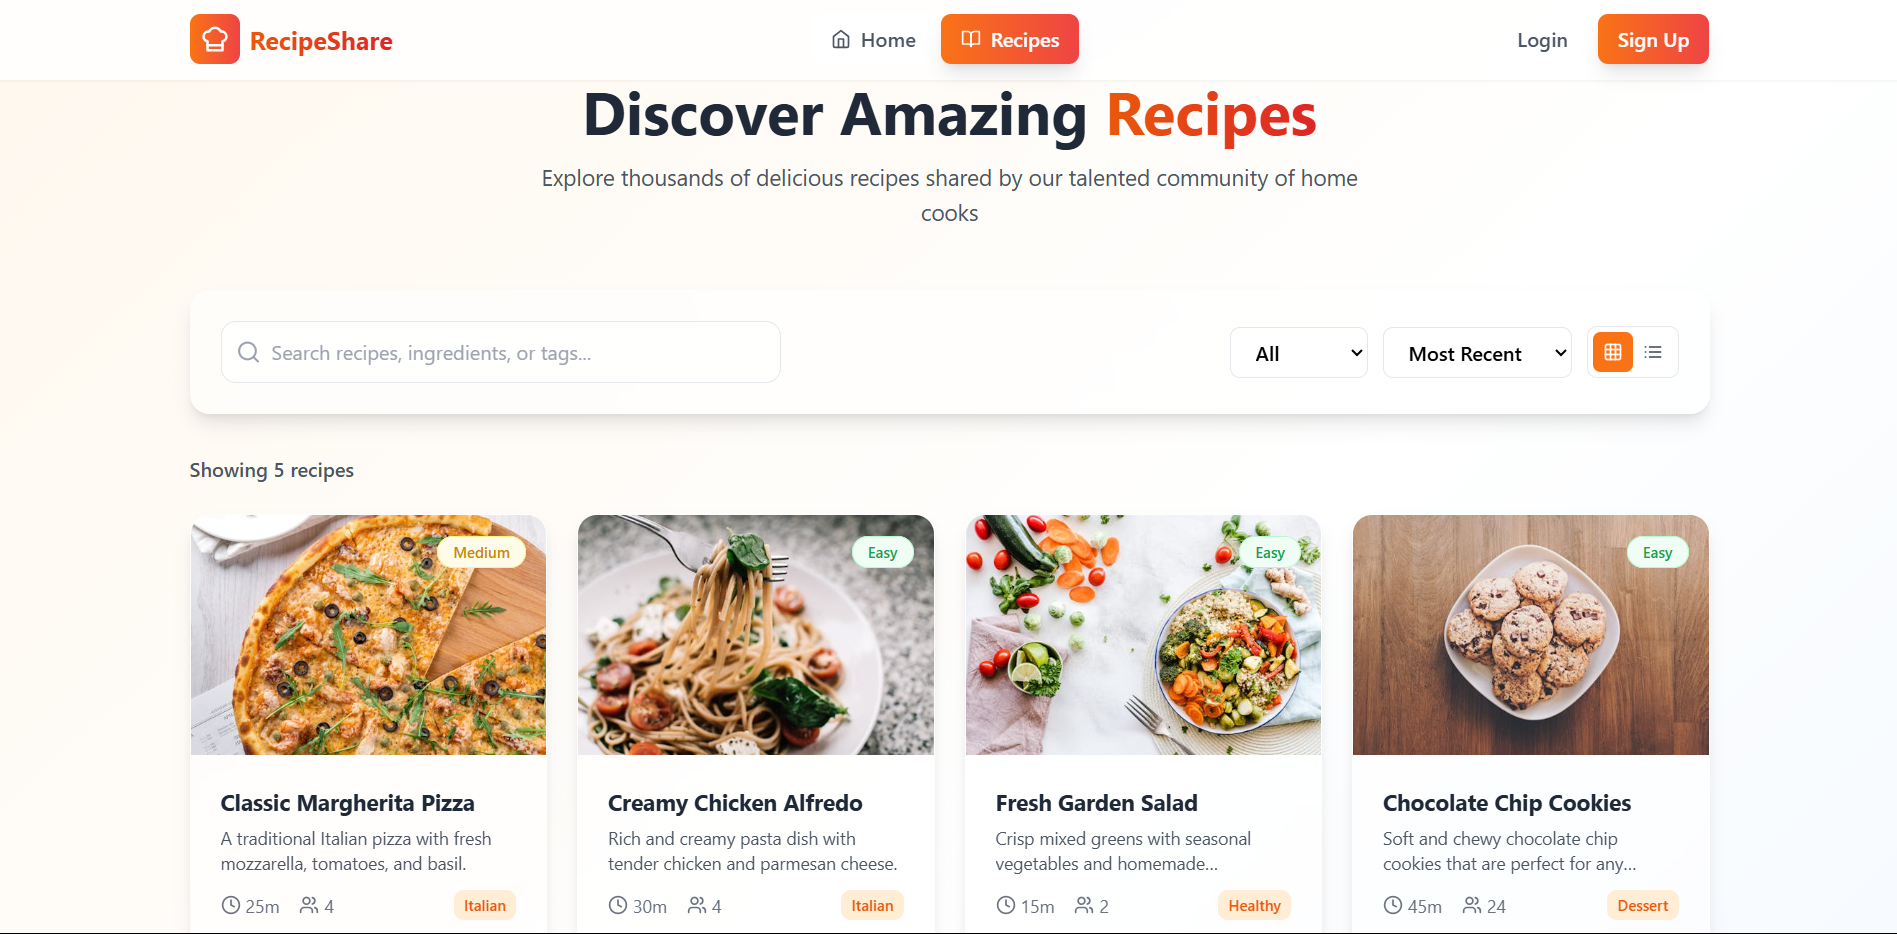 RecipeShare
Home
Recipes
Login
Sign Up
Discover Amazing Recipes
Explore thousands of delicious recipes shared by our talented community of home
cooks
Search recipes, ingredients, or tags...
All
Most Recent
Showing 5 recipes
Medium
Easy
Easy
Easy
Classic Margherita Pizza
A traditional Italian pizza with fresh
mozzarella, tomatoes, and basil.
25m
4
Italian
Creamy Chicken Alfredo
Rich and creamy pasta dish with
tender chicken and parmesan cheese.
30m
4
Italian
Fresh Garden Salad
Crisp mixed greens with seasonal
vegetables and homemade...
15m
2
Healthy
Chocolate Chip Cookies
Soft and chewy chocolate chip
cookies that are perfect for any...
45m
24
Dessert